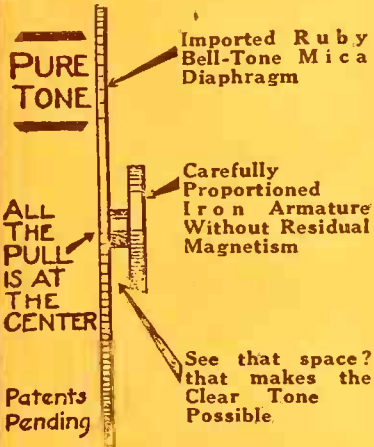 PURE
TONE
Imported Ruby
Bell-Tone Mica
Diaphragm
ALL
THE
PULL
IS AT
THE
CENTER
Carefully
Proportioned
Iron Armature
Without Residual
Magnetism
See that space?
that makes the
Clear Tone
Possible
Patents
Pending